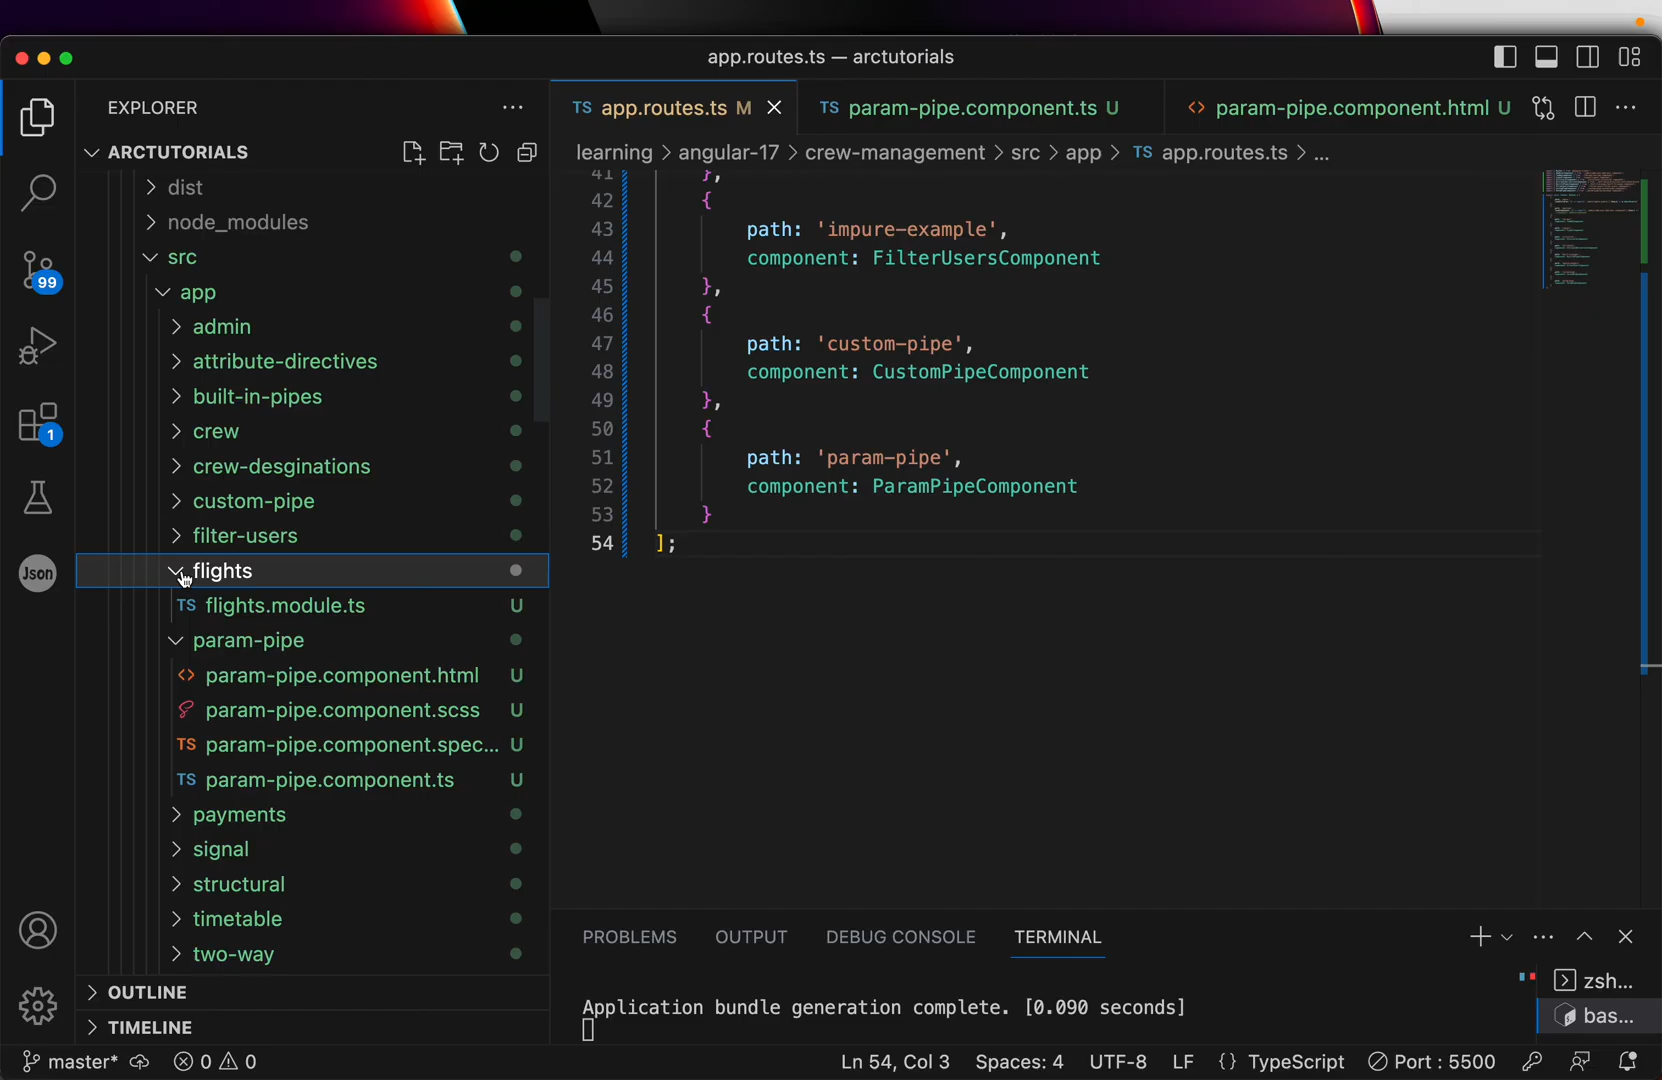 app.routes.ts — arctutorials
EXPLORER
ARCTUTORIALS
dist
node_modules
src
app
admin
attribute-directives
built-in-pipes
crew
crew-desginations
custom-pipe
filter-users
flights
TS flights.module.ts U
param-pipe
<> param-pipe.component.html U
param-pipe.component.scss U
TS param-pipe.component.spec... U
TS param-pipe.component.ts U
payments
signal
structural
timetable
two-way
OUTLINE
TIMELINE
99
1
Json
TS app.routes.ts M
TS param-pipe.component.ts U
<> param-pipe.component.html U
learning > angular-17 > crew-management > src > app > TS app.routes.ts > ...
41 },
42 {
43 path: 'impure-example',
44 component: FilterUsersComponent
45 },
46 {
47 path: 'custom-pipe',
48 component: CustomPipeComponent
49 },
50 {
51 path: 'param-pipe',
52 component: ParamPipeComponent
53 }
54 ];
PROBLEMS OUTPUT DEBUG CONSOLE TERMINAL
Application bundle generation complete. [0.090 seconds]
zsh...
bas...
master* 0 0 Ln 54, Col 3 Spaces: 4 UTF-8 LF {} TypeScript Port : 5500